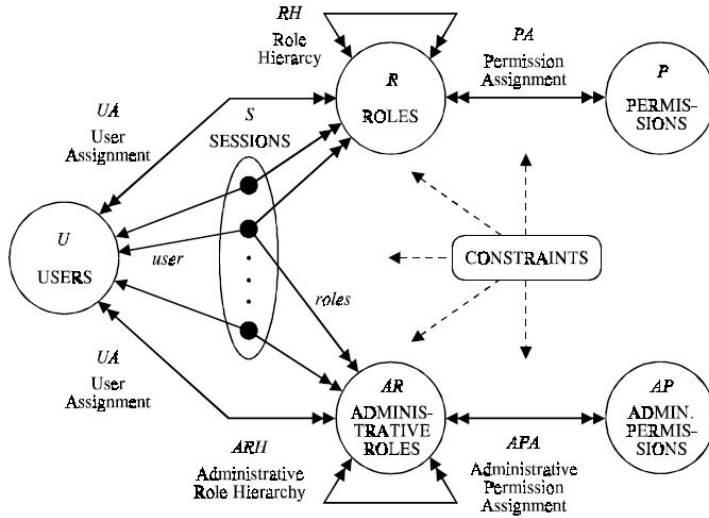 RH
Role
Hierarcy
PA
Permission
Assignment
R
ROLES
P
PERMIS-
SIONS
UA
User
Assignment
S
SESSIONS
U
USERS
user
CONSTRAINTS
roles
UA
User
Assignment
AR
ADMINIS-
TRATIVE
ROLES
AP
ADMIN.
PERMIS-
SIONS
ARH
Administrative
Role Hierarchy
APA
Administrative
Permission
Assignment